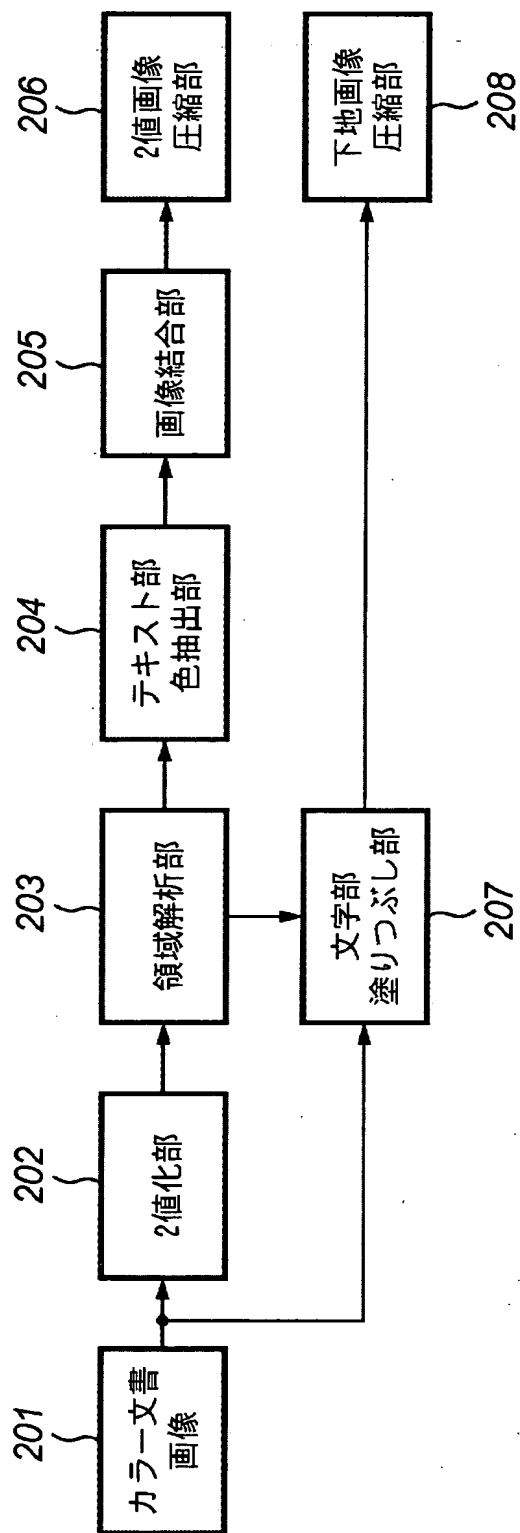 201
カラー文書
画像
202
2値化部
203
領域解析部
204
テキスト部
色抽出部
205
画像結合部
206
2値画像
圧縮部
207
文字部
塗りつぶし部
208
下地画像
圧縮部